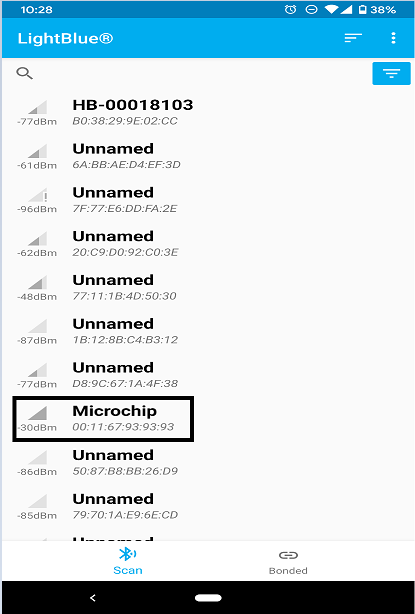 10:28
38%
LightBlue®
HB-00018103
-77dBm
B0:38:29:9E:02:CC
Unnamed
-61dBm
6A:BB:AE:D4:EF:3D
Unnamed
-96dBm
7F:77:E6:DD:FA:2E
Unnamed
-62dBm
20:C9:D0:92:C0:3E
Unnamed
-48dBm
77:11:1B:4D:50:30
Unnamed
-87dBm
1B:12:8B:C4:B3:12
Unnamed
-77dBm
D8:9C:67:1A:4F:38
Microchip
-30dBm
00:11:67:93:93:93
Unnamed
-86dBm
50:87:B8:BB:26:D9
Unnamed
-85dBm
79:70:1A:E9:6E:CD
Unnamed
Scan
Bonded